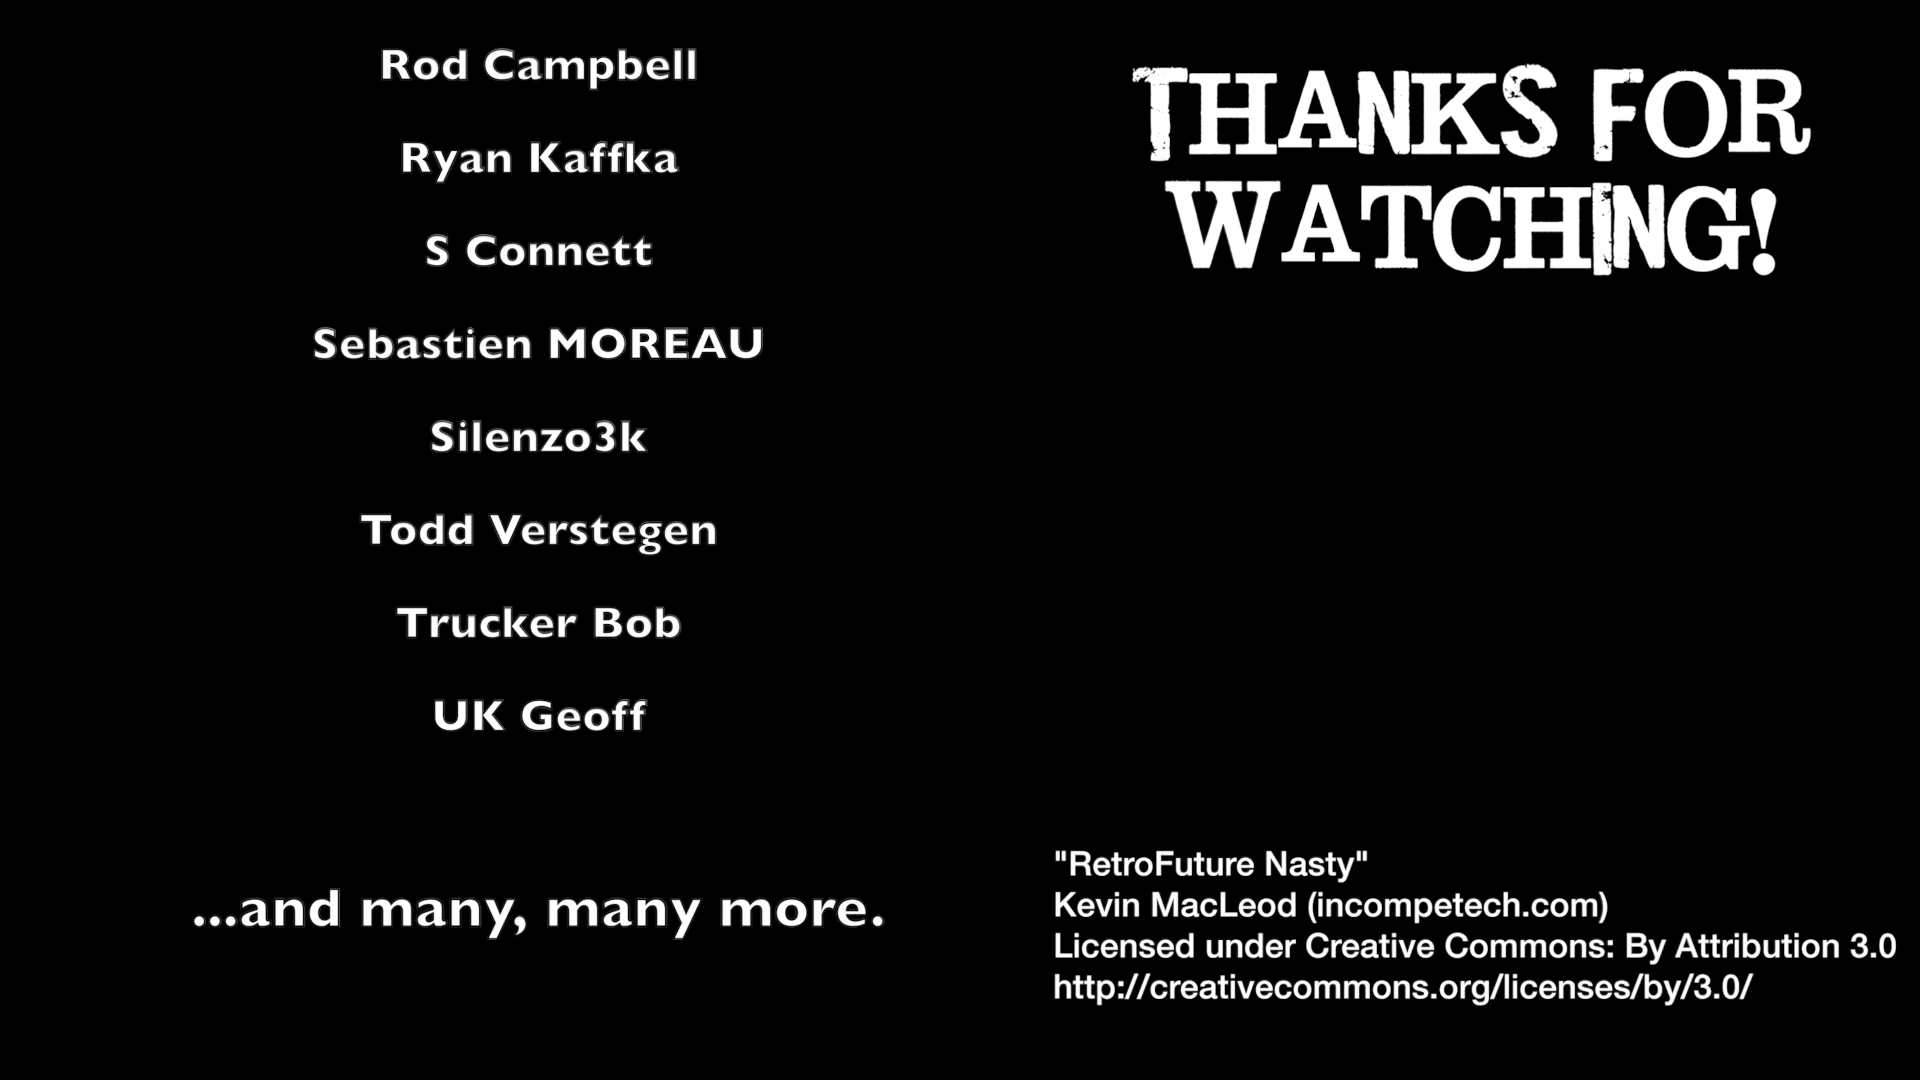 Rod Campbell
Ryan Kaffka
S Connett
Sebastien MOREAU
Silenzo3k
Todd Verstegen
Trucker Bob
UK Geoff
...and many, many more.
THANKS FOR
WATCHING!
"RetroFuture Nasty"
Kevin MacLeod (incompetech.com)
Licensed under Creative Commons: By Attribution 3.0
http://creativecommons.org/licenses/by/3.0/